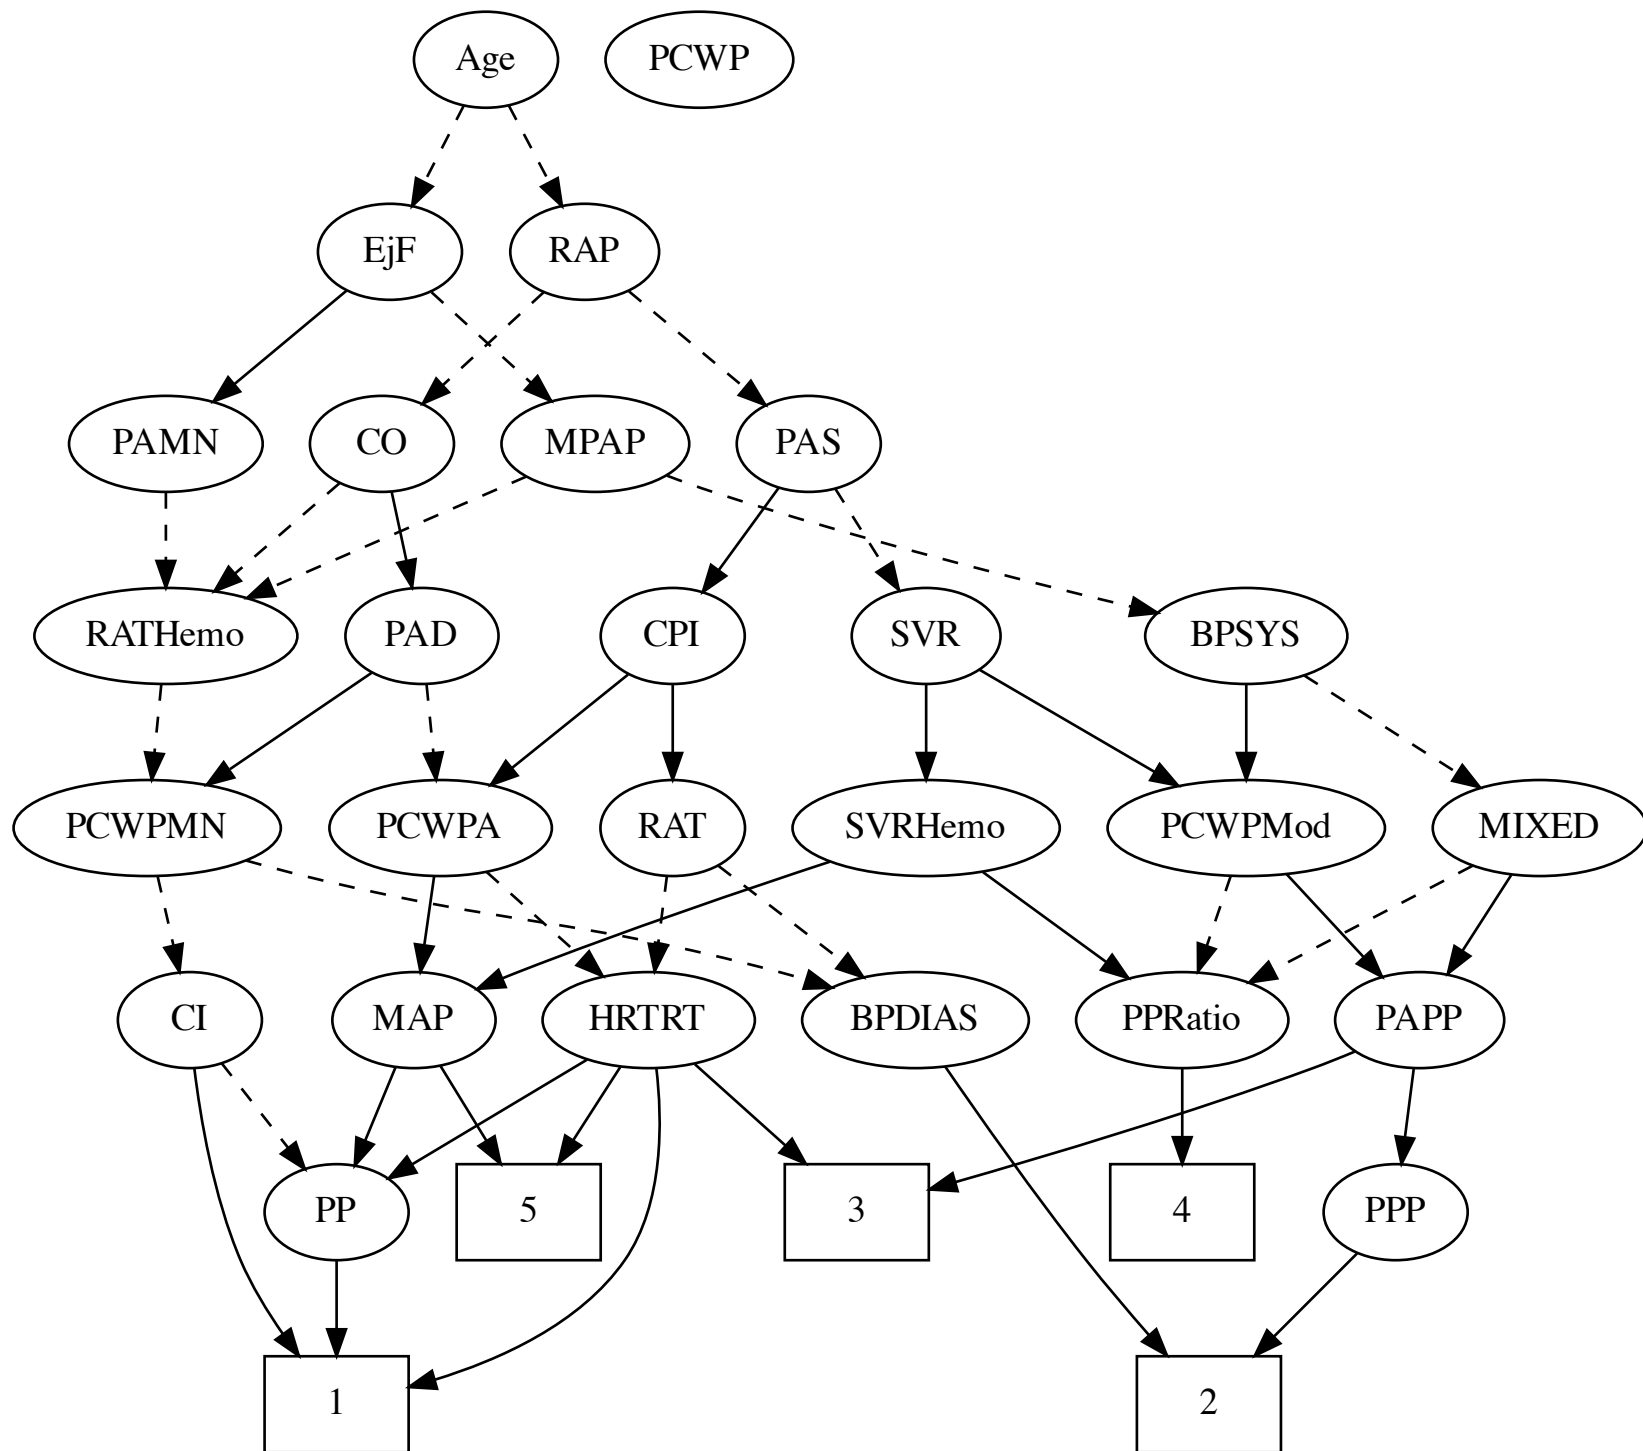 Age
PCWP
EjF
RAP
PAMN
CO
MPAP
PAS
RATHemo
PAD
CPI
SVR
BPSYS
PCWPMN
PCWPA
RAT
SVRHemo
PCWPMod
MIXED
CI
MAP
HRTRT
BPDIAS
PPRatio
PAPP
PP
5
3
4
PPP
1
2